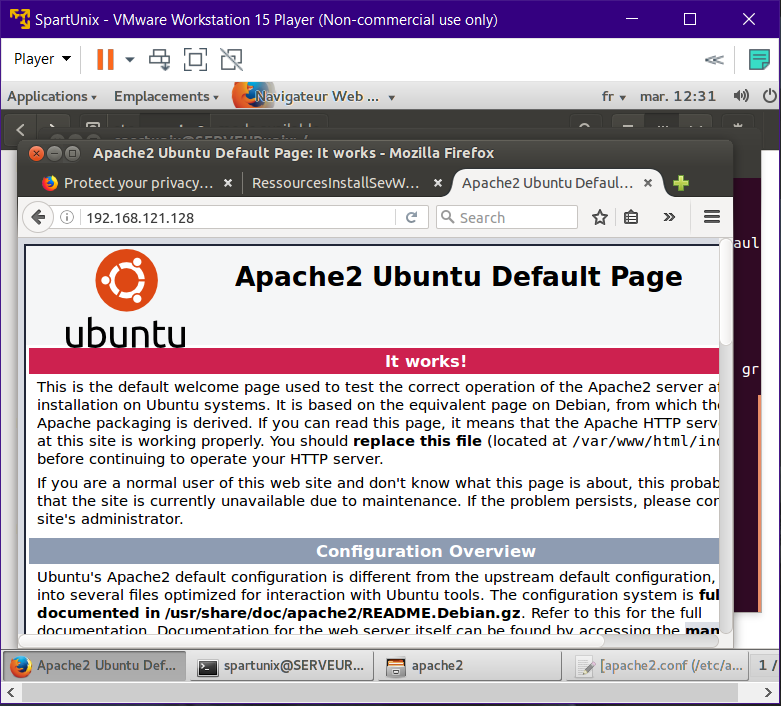 SpartUnix - VMware Workstation 15 Player (Non-commercial use only)
Player
Applications Emplacements Navigateur Web ... fr mar. 12:31
Apache2 Ubuntu Default Page: It works - Mozilla Firefox
Protect your privacy... RessourcesInstallSevW... Apache2 Ubuntu Defaul...
192.168.121.128 Search
aul
ubuntu
Apache2 Ubuntu Default Page
It works!
gr
This is the default welcome page used to test the correct operation of the Apache2 server af
installation on Ubuntu systems. It is based on the equivalent page on Debian, from which the
Apache packaging is derived. If you can read this page, it means that the Apache HTTP serv
at this site is working properly. You should replace this file (located at /var/www/html/ind
before continuing to operate your HTTP server.
If you are a normal user of this web site and don't know what this page is about, this probab
that the site is currently unavailable due to maintenance. If the problem persists, please con
site's administrator.
Configuration Overview
Ubuntu's Apache2 default configuration is different from the upstream default configuration,
into several files optimized for interaction with Ubuntu tools. The configuration system is ful
documented in /usr/share/doc/apache2/README.Debian.gz. Refer to this for the full
documentation. Documentation for the web server itself can be found by accessing the man
Apache2 Ubuntu Def... spartunix@SERVEUR... apache2 [apache2.conf (/etc/a... 1 /